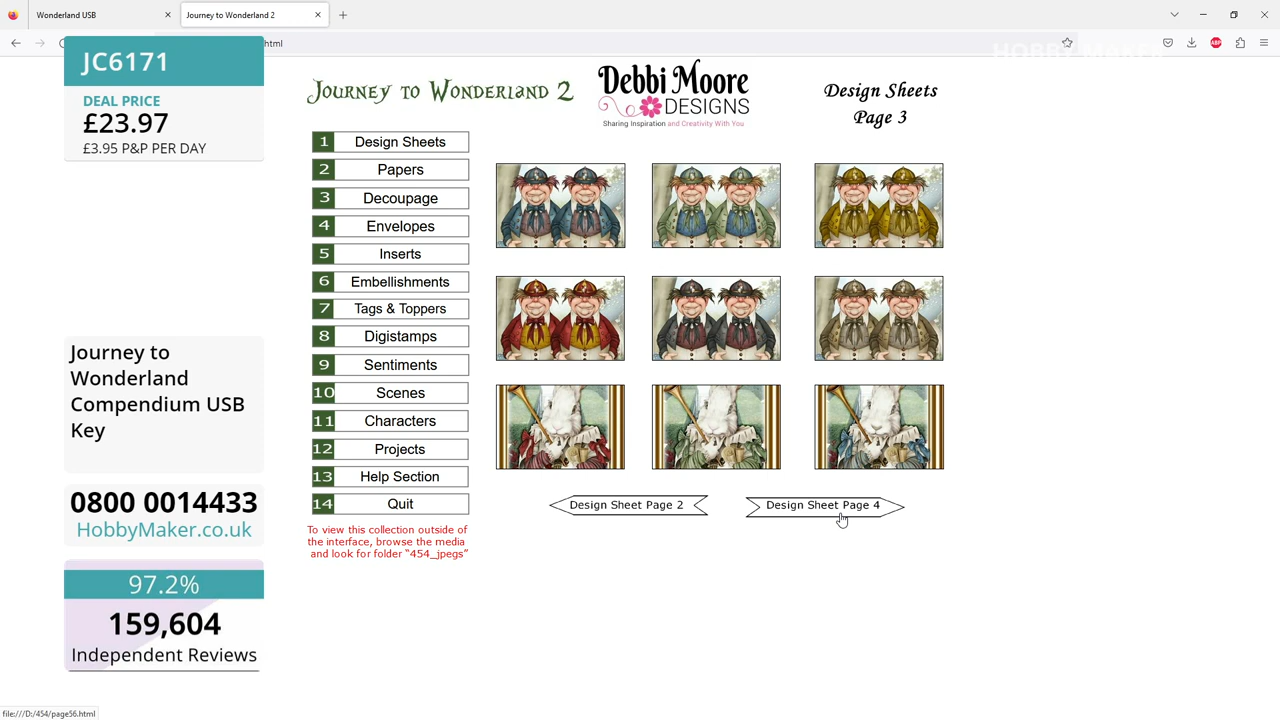 Wonderland USB
Journey to Wonderland 2
html
HOBBY MAKER
JC6171
DEAL PRICE
£23.97
£3.95 P&P PER DAY
Journey to
Wonderland
Compendium USB
Key
0800 0014433
HobbyMaker.co.uk
97.2%
159,604
Independent Reviews
Journey to Wonderland 2
Debbi Moore
DESIGNS
Sharing Inspiration and Creativity With You
Design Sheets
Page 3
1 Design Sheets
2 Papers
3 Decoupage
4 Envelopes
5 Inserts
6 Embellishments
7 Tags & Toppers
8 Digistamps
9 Sentiments
10 Scenes
11 Characters
12 Projects
13 Help Section
14 Quit
To view this collection outside of
the interface, browse the media
and look for folder “454_jpegs”
Design Sheet Page 2
Design Sheet Page 4
file:///D:/454/page56.html